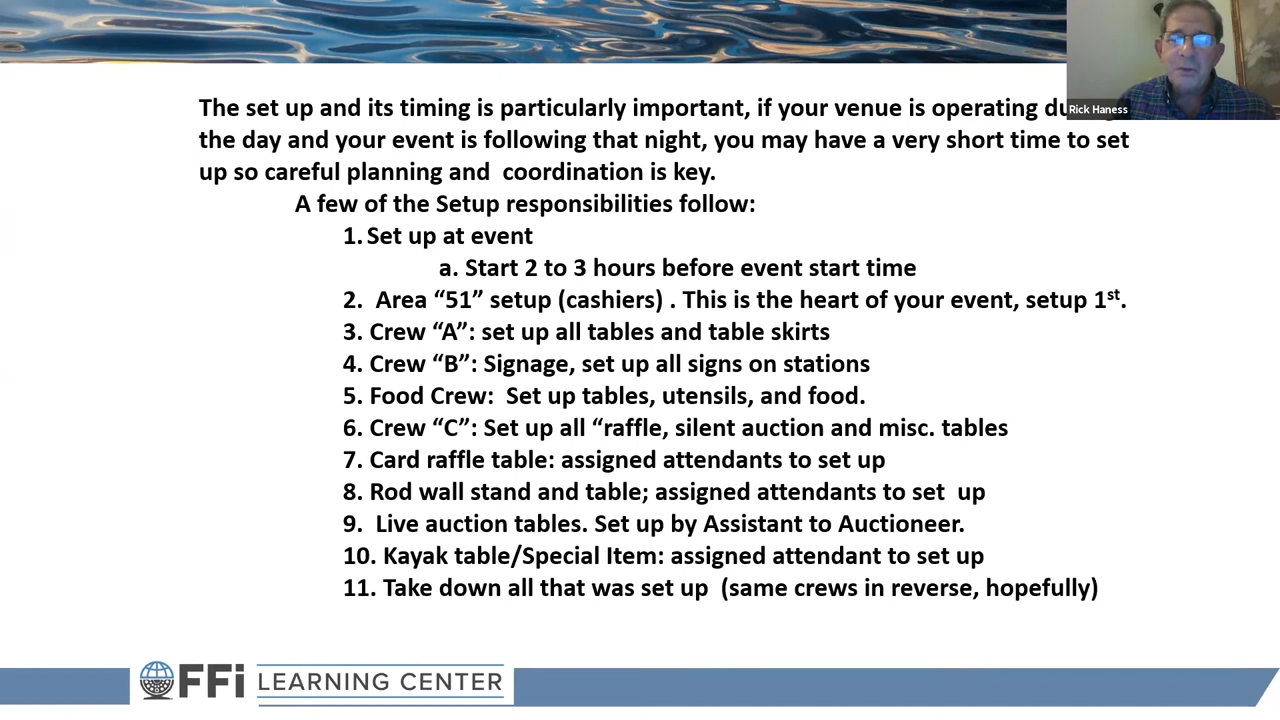 The set up and its timing is particularly important, if your venue is operating du
the day and your event is following that night, you may have a very short time to set
up so careful planning and coordination is key.
A few of the Setup responsibilities follow:
1. Set up at event
a. Start 2 to 3 hours before event start time
2. Area “51” setup (cashiers) . This is the heart of your event, setup 1st.
3. Crew “A”: set up all tables and table skirts
4. Crew “B”: Signage, set up all signs on stations
5. Food Crew: Set up tables, utensils, and food.
6. Crew “C”: Set up all “raffle, silent auction and misc. tables
7. Card raffle table: assigned attendants to set up
8. Rod wall stand and table; assigned attendants to set up
9. Live auction tables. Set up by Assistant to Auctioneer.
10. Kayak table/Special Item: assigned attendant to set up
11. Take down all that was set up (same crews in reverse, hopefully)
Rick Haness
FFi LEARNING CENTER